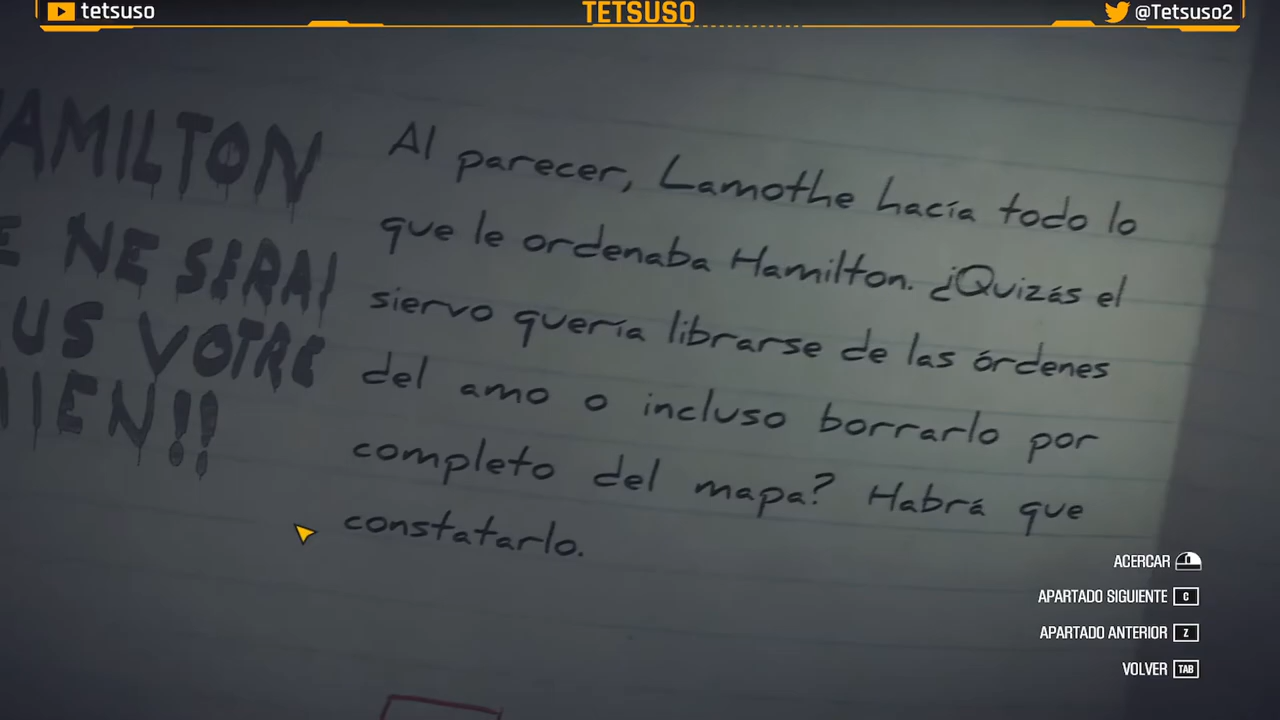 tetsuso
TETSUSO
@Tetsuso2
AMILTON
NE SERAI
US VOTRE
IEN!!
Al parecer, Lamothe hacía todo lo
que le ordenaba Hamilton. ¿Quizás el
siervo quería librarse de las órdenes
del amo o incluso borrarlo por
completo del mapa? Habrá que
constatarlo.
ACERCAR
APARTADO SIGUIENTE C
APARTADO ANTERIOR Z
VOLVER TAB